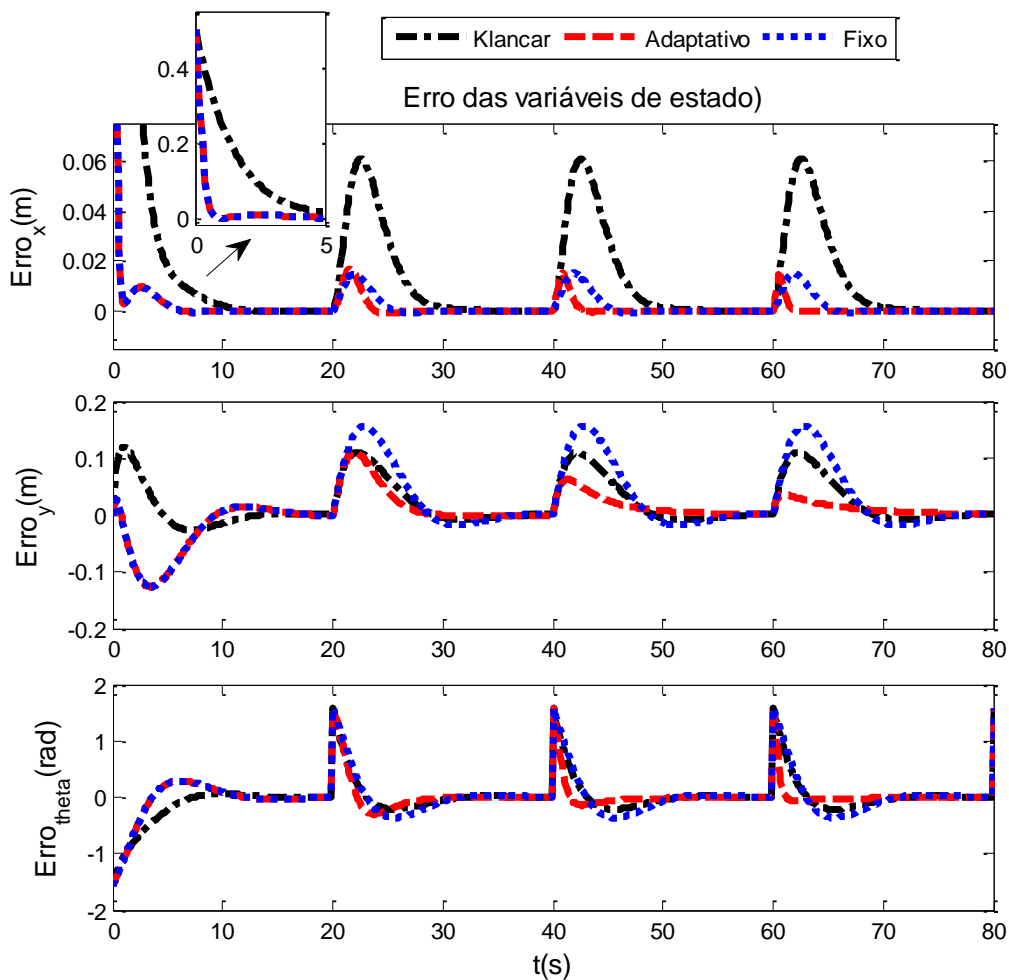 Klancar Adaptativo Fixo
Erro das variáveis de estado)
0.4
0.2
0
0 5
Erro_x(m)
0.06
0.04
0.02
0
0 10 20 30 40 50 60 70 80
Erro_y(m)
0.2
0.1
0
-0.1
-0.2
0 10 20 30 40 50 60 70 80
Erro_theta(rad)
2
1
0
-1
-2
0 10 20 30 40 50 60 70 80
t(s)